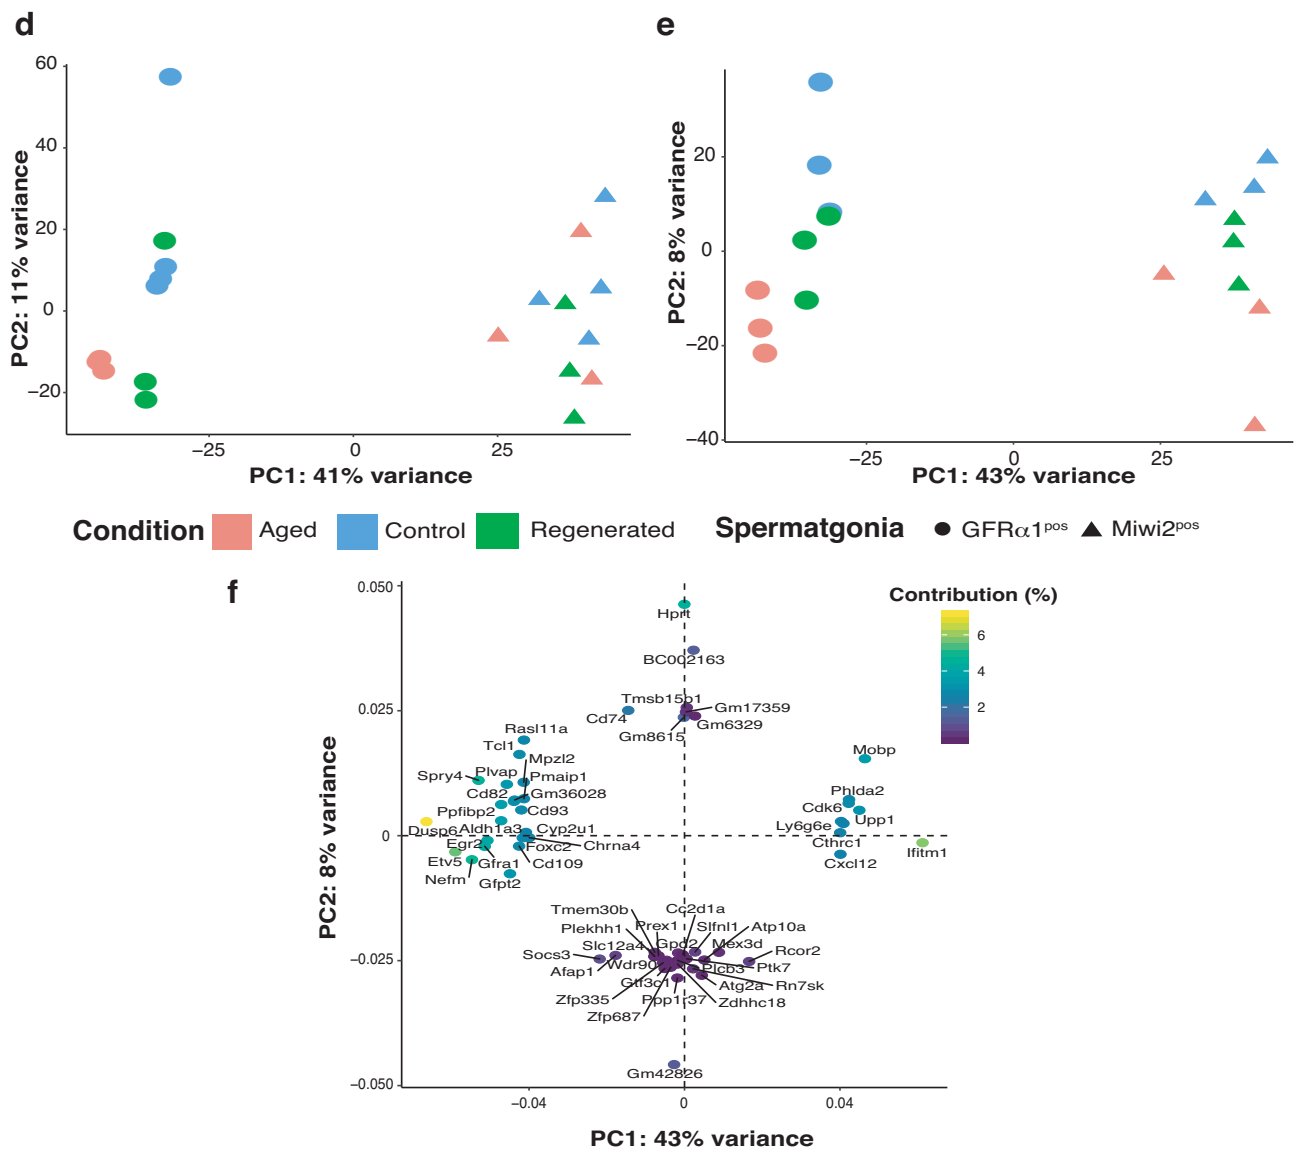 d
e
60
40
20
0
−20
PC2: 11% variance
−25
0
25
PC1: 41% variance
20
0
−20
−40
PC2: 8% variance
−25
0
25
PC1: 43% variance
Condition Aged Control Regenerated
Spermatgonia GFRα1pos Miwi2pos
f
0.050
0.025
0
−0.025
−0.050
PC2: 8% variance
−0.04
0
0.04
PC1: 43% variance
Contribution (%)
6
4
2
Hprt
BC002163
Tmsb15b1
Gm17359
Cd74
Gm6329
Gm8615
Rasl11a
Tcl1
Mpzl2
Spry4
Plvap
Pmaip1
Cd82
Gm36028
Ppfibp2
Cd93
Dusp6
Aldh1a3
Cyp2u1
Egr2
Foxc2
Chrna4
Etv5
Gfra1
Cd109
Nefm
Gfpt2
Mobp
Phlda2
Cdk6
Upp1
Ly6g6e
Cthrc1
Ifitm1
Cxcl12
Tmem30b
Cc2d1a
Plekhh1
Prex1
Slfnl1
Atp10a
Slc12a4
Gpd2
Mex3d
Rcor2
Socs3
Wdr90
Plcb3
Ptk7
Afap1
Gtf3c1
Atg2a
Rn7sk
Zfp335
Ppp1r37
Zdhhc18
Zfp687
Gm42826